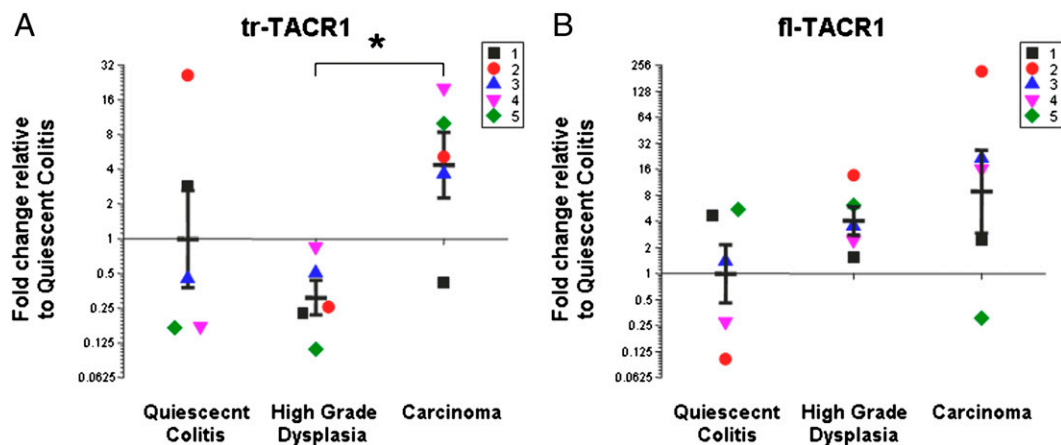 A
tr-TACR1
*
1
2
3
4
5
32
16
8
4
2
1
0.5
0.25
0.125
0.0625
Fold change relative
to Quiescent Colitis
Quiescecnt
Colitis
High Grade
Dysplasia
Carcinoma
B
fl-TACR1
1
2
3
4
5
256
128
64
32
16
8
4
2
1
0.5
0.25
0.125
0.0625
Fold change relative
to Quiescent Colitis
Quiescecnt
Colitis
High Grade
Dysplasia
Carcinoma